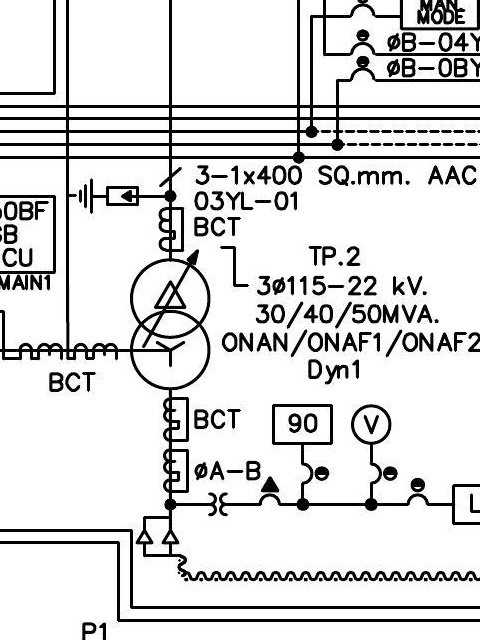 MAN.
MODE
øB-04Y
øB-0BY
3-1x400 SQ.mm. AAC
03YL-01
BCT
50BF
CU
MAIN1
TP.2
3ø115-22 kV.
30/40/50MVA.
ONAN/ONAF1/ONAF2
Dyn1
BCT
BCT
90
V
øA-B
L
P1